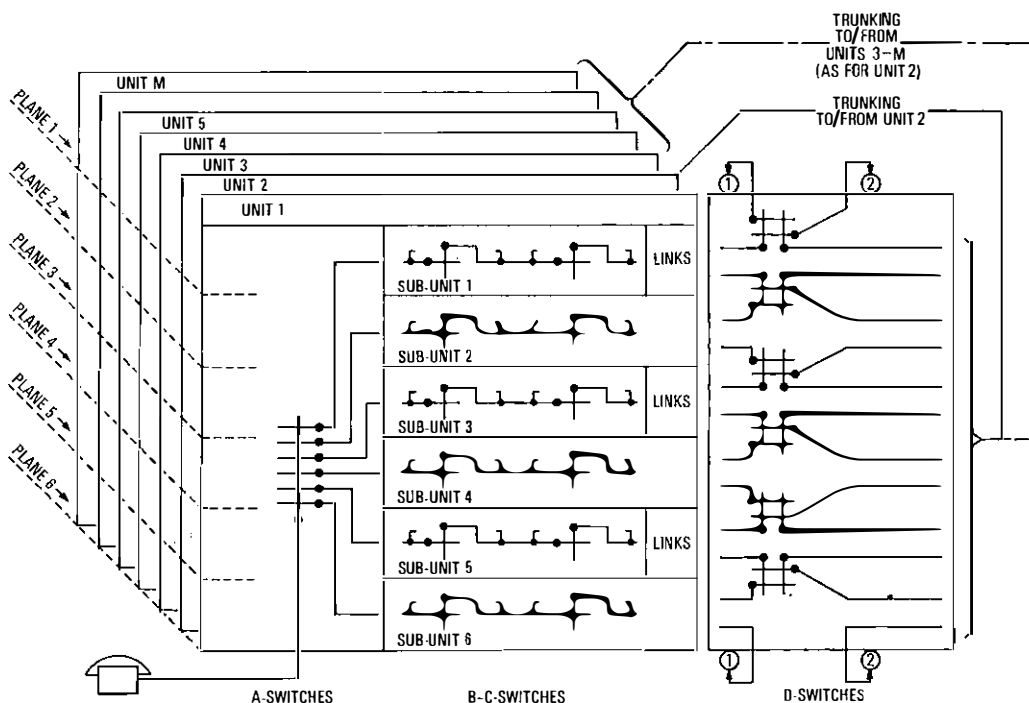 TRUNKING
TO/FROM
UNITS 3-M
(AS FOR UNIT 2)
TRUNKING
TO/FROM UNIT 2
UNIT M
UNIT 5
UNIT 4
UNIT 3
UNIT 2
UNIT 1
PLANE 1
PLANE 2
PLANE 3
PLANE 4
PLANE 5
PLANE 6
1
2
SUB-UNIT 1
LINKS
SUB-UNIT 2
SUB-UNIT 3
LINKS
SUB-UNIT 4
SUB-UNIT 5
LINKS
SUB-UNIT 6
1
2
A-SWITCHES
B-C-SWITCHES
D-SWITCHES